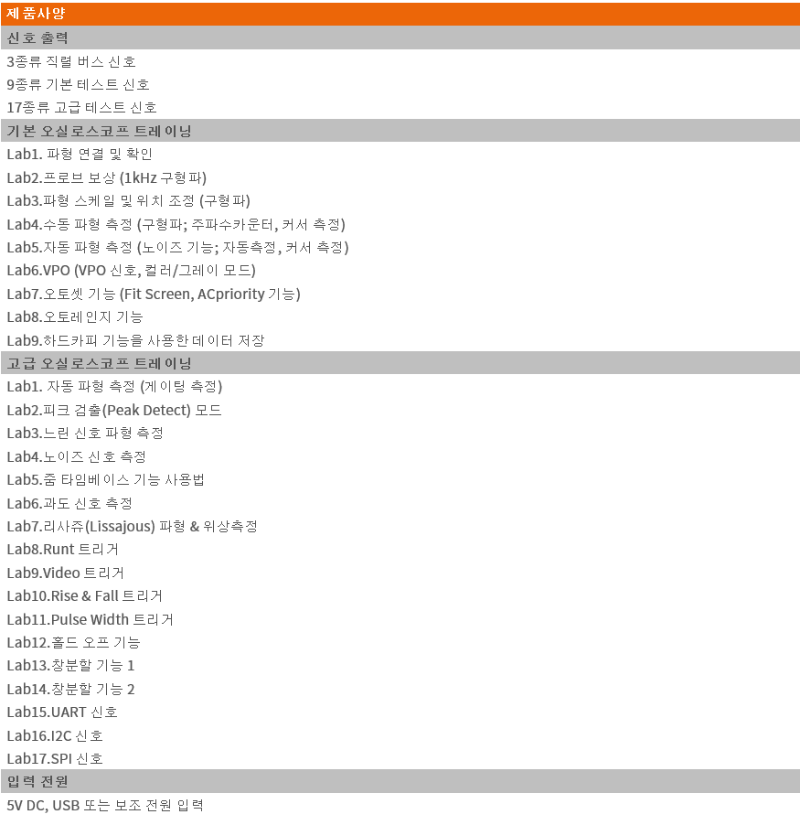 제품사양
신호 출력
3종류 직렬 버스 신호
9종류 기본 테스트 신호
17종류 고급 테스트 신호
기본 오실로스코프 트레이닝
Lab1. 파형 연결 및 확인
Lab2.프로브 보상 (1kHz 구형파)
Lab3.파형 스케일 및 위치 조정 (구형파)
Lab4.수동 파형 측정 (구형파; 주파수카운터, 커서 측정)
Lab5.자동 파형 측정 (노이즈 기능; 자동측정, 커서 측정)
Lab6.VPO (VPO 신호, 컬러/그레이 모드)
Lab7.오토셋 기능 (Fit Screen, ACpriority 기능)
Lab8.오토레인지 기능
Lab9.하드카피 기능을 사용한 데이터 저장
고급 오실로스코프 트레이닝
Lab1. 자동 파형 측정 (게이팅 측정)
Lab2.피크 검출(Peak Detect) 모드
Lab3.느린 신호 파형 측정
Lab4.노이즈 신호 측정
Lab5.줌 타임베이스 기능 사용법
Lab6.과도 신호 측정
Lab7.리사쥬(Lissajous) 파형 & 위상측정
Lab8.Runt 트리거
Lab9.Video 트리거
Lab10.Rise & Fall 트리거
Lab11.Pulse Width 트리거
Lab12.홀드 오프 기능
Lab13.창분할 기능 1
Lab14.창분할 기능 2
Lab15.UART 신호
Lab16.I2C 신호
Lab17.SPI 신호
입력 전원
5V DC, USB 또는 보조 전원 입력